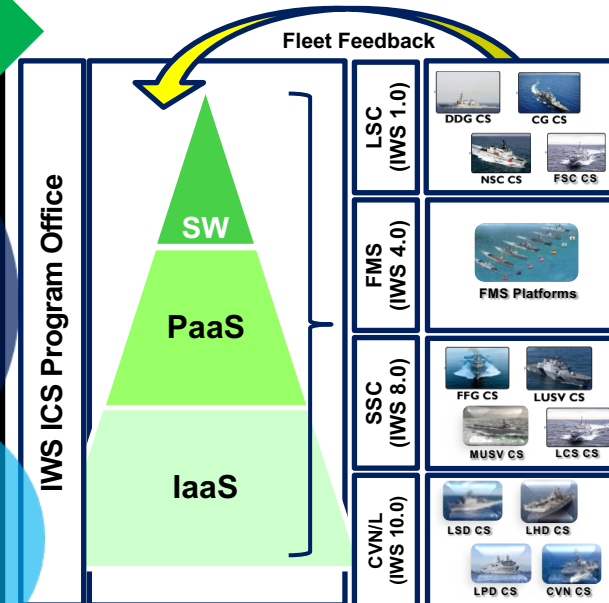 Fleet Feedback
IWS ICS Program Office
SW
PaaS
IaaS
LSC
(IWS 1.0)
DDG CS
CG CS
NSC CS
FSC CS
FMS
(IWS 4.0)
FMS Platforms
SSC
(IWS 8.0)
FFG CS
LUSV CS
MUSV CS
LCS CS
CVN/L
(IWS 10.0)
LSD CS
LHD CS
LPD CS
CVN CS